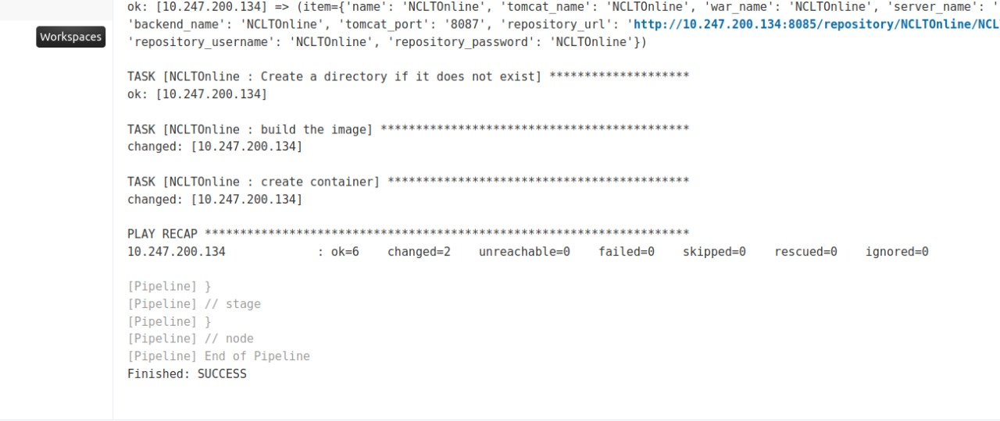 ok: [10.247.200.134] => (item={'name': 'NCLTOnline', 'tomcat_name': 'NCLTOnline', 'war_name': 'NCLTOnline', 'server_name': '
'backend_name': 'NCLTOnline', 'tomcat_port': '8087', 'repository_url': 'http://10.247.200.134:8085/repository/NCLTOnline/NCL
Workspaces
'repository_username': 'NCLTOnline', 'repository_password': 'NCLTOnline'})
TASK [NCLTOnline : Create a directory if it does not exist] ********************
ok: [10.247.200.134]
TASK [NCLTOnline : build the image] ********************************************
changed: [10.247.200.134]
TASK [NCLTOnline : create container] *******************************************
changed: [10.247.200.134]
PLAY RECAP *********************************************************************
10.247.200.134 : ok=6 changed=2 unreachable=0 failed=0 skipped=0 rescued=0 ignored=0
[Pipeline] }
[Pipeline] // stage
[Pipeline] }
[Pipeline] // node
[Pipeline] End of Pipeline
Finished: SUCCESS